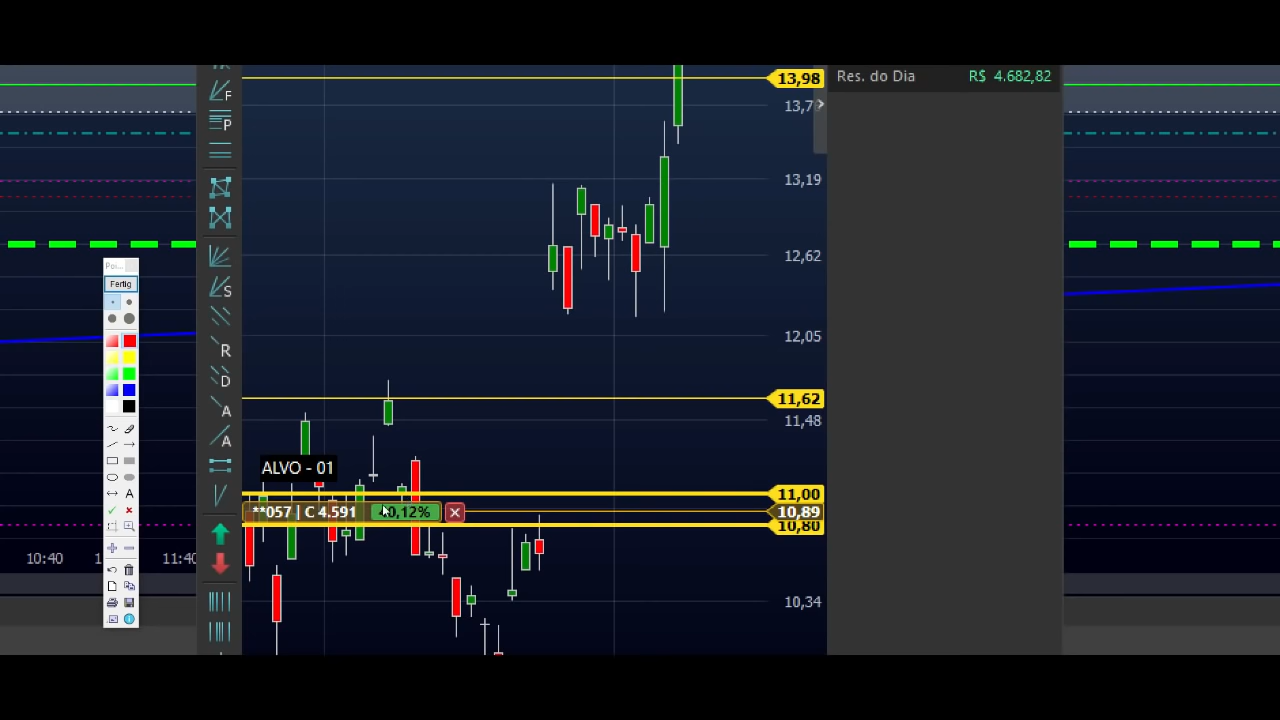 Res. do Dia R$ 4.682,82
13,98
F
13,7
P
13,19
12,62
S
12,05
R
D
11,62
A
11,48
A
ALVO - 01
11,00
**057 | C 4.591 0,12% 10,89
10,80
10,34
Fertig
A
10:40
11:40